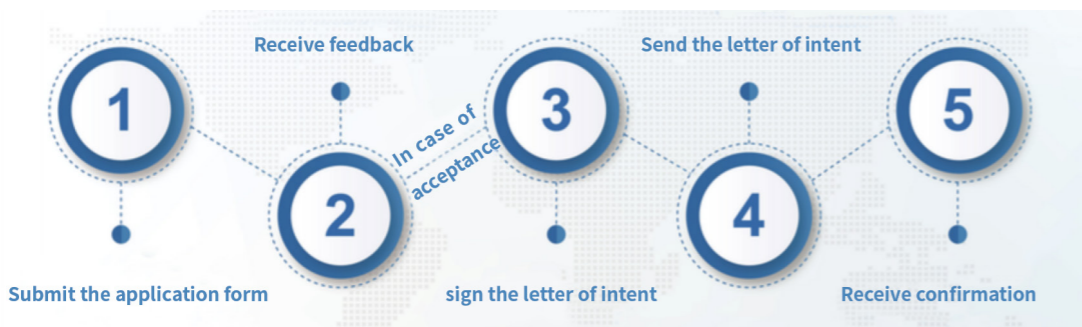 Receive feedback
Send the letter of intent
1
2
In case of
acceptance
3
4
5
Submit the application form
sign the letter of intent
Receive confirmation